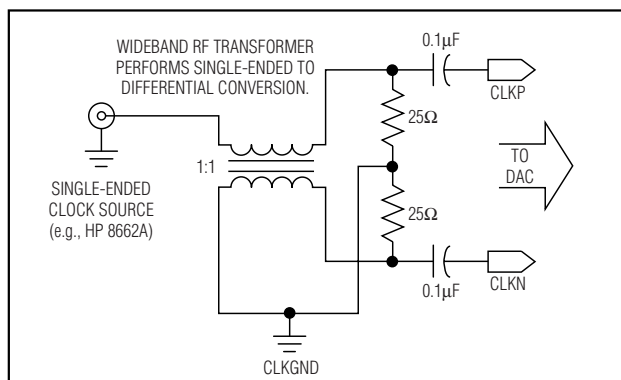 WIDEBAND RF TRANSFORMER
PERFORMS SINGLE-ENDED TO
DIFFERENTIAL CONVERSION.
0.1μF
CLKP
25Ω
1:1
TO
DAC
SINGLE-ENDED
CLOCK SOURCE
(e.g., HP 8662A)
25Ω
CLKN
0.1μF
CLKGND